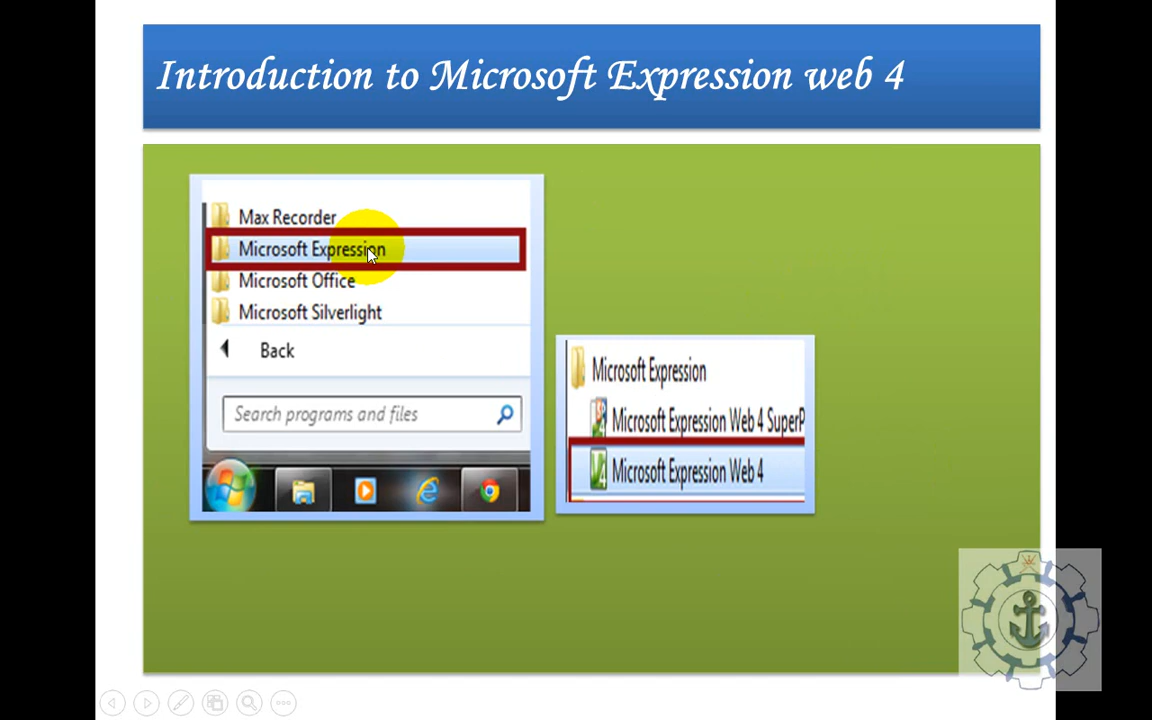 Introduction to Microsoft Expression web 4
Max Recorder
Microsoft Expression
Microsoft Office
Microsoft Silverlight
Back
Search programs and files
Microsoft Expression
Microsoft Expression Web 4 SuperP
Microsoft Expression Web 4